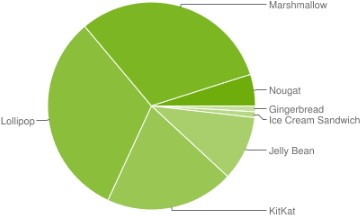 Marshmallow
Nougat
Gingerbread
Ice Cream Sandwich
Lollipop
Jelly Bean
KitKat